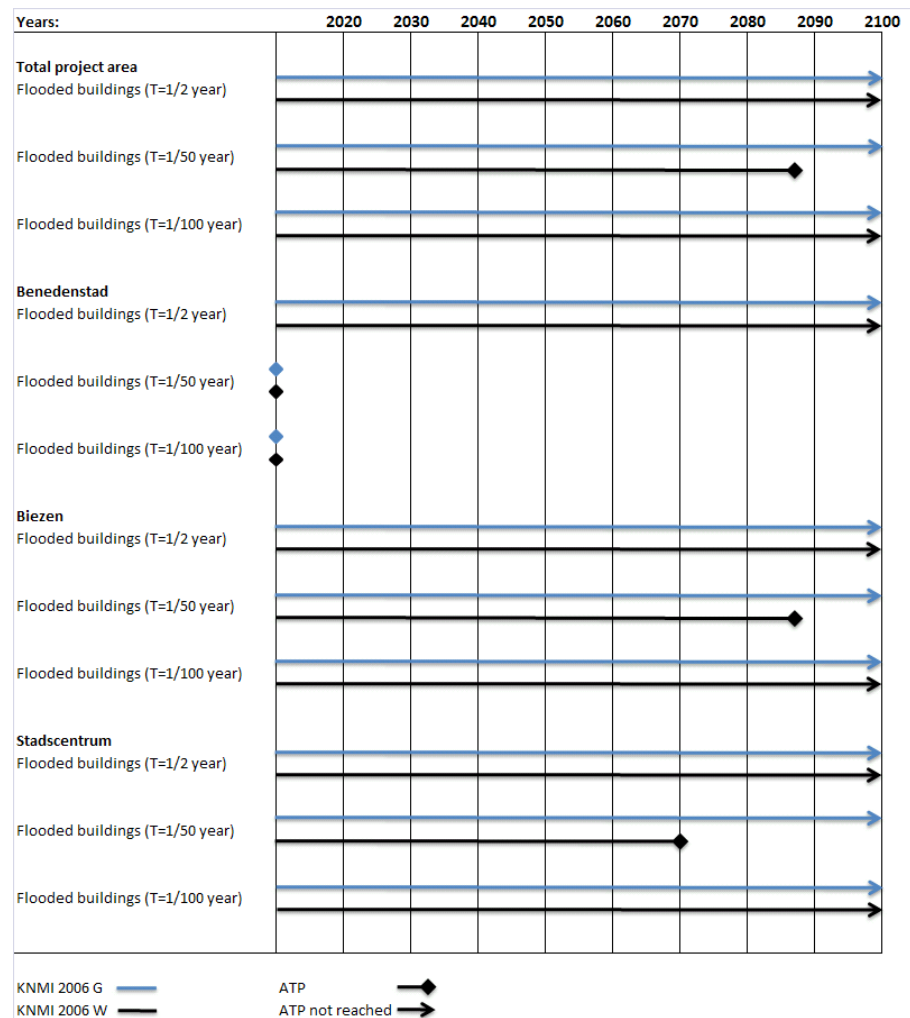 Years: 2020 2030 2040 2050 2060 2070 2080 2090 2100
Total project area
Flooded buildings (T=1/2 year)
Flooded buildings (T=1/50 year)
Flooded buildings (T=1/100 year)
Benedenstad
Flooded buildings (T=1/2 year)
Flooded buildings (T=1/50 year)
Flooded buildings (T=1/100 year)
Biezen
Flooded buildings (T=1/2 year)
Flooded buildings (T=1/50 year)
Flooded buildings (T=1/100 year)
Stadscentrum
Flooded buildings (T=1/2 year)
Flooded buildings (T=1/50 year)
Flooded buildings (T=1/100 year)
KNMI 2006 G ATP
KNMI 2006 W ATP not reached